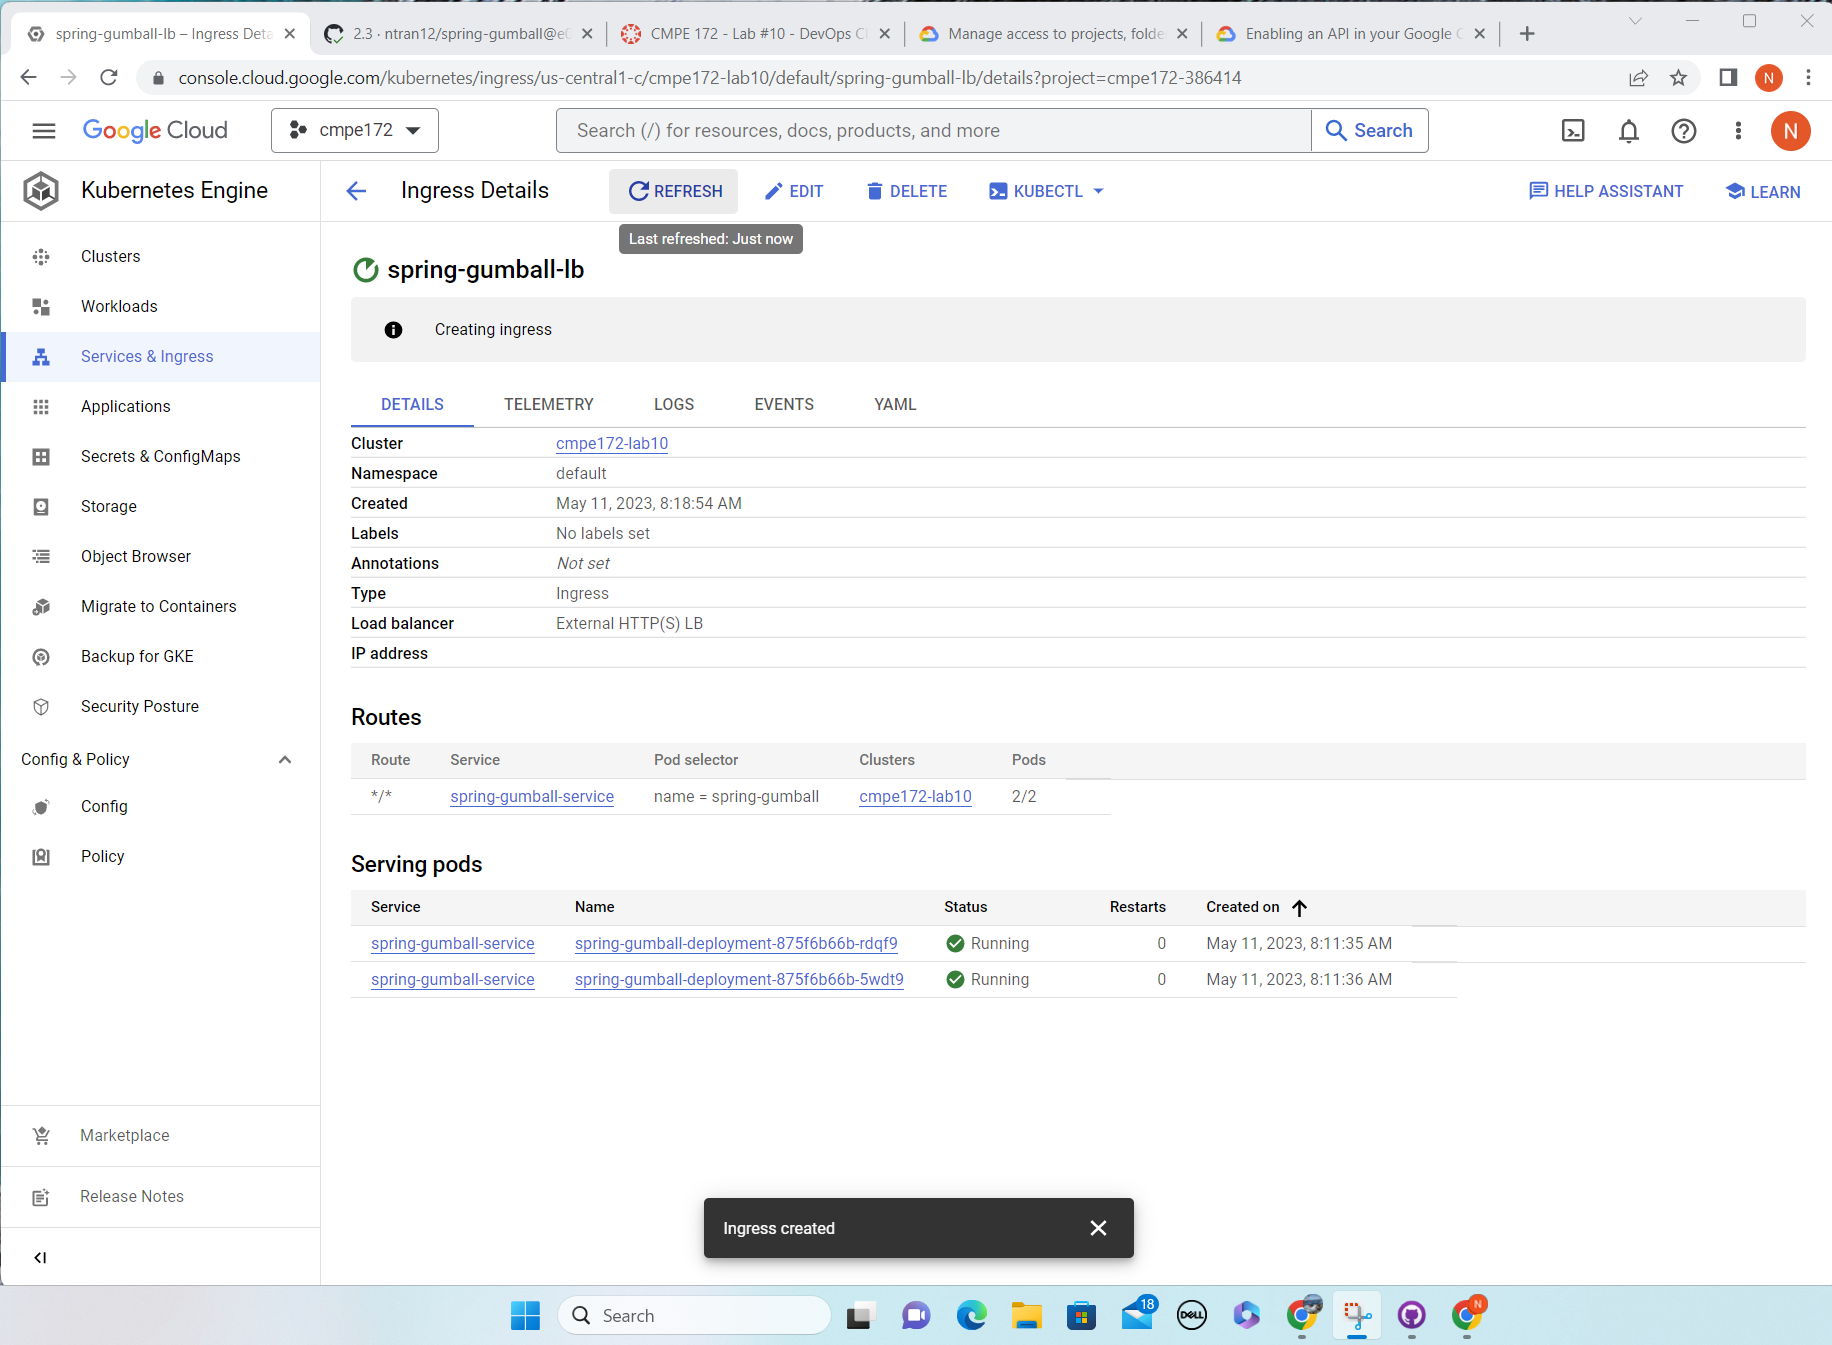 spring-gumball-lb – Ingress Deta
2.3 · ntran12/spring-gumball@e0
CMPE 172 - Lab #10 - DevOps C
Manage access to projects, folde
Enabling an API in your Google C
console.cloud.google.com/kubernetes/ingress/us-central1-c/cmpe172-lab10/default/spring-gumball-lb/details?project=cmpe172-386414
N
Google Cloud
cmpe172
Search (/) for resources, docs, products, and more
Search
N
Kubernetes Engine
Ingress Details
REFRESH
EDIT
DELETE
KUBECTL
HELP ASSISTANT
LEARN
Last refreshed: Just now
Clusters
Workloads
Services & Ingress
Applications
Secrets & ConfigMaps
Storage
Object Browser
Migrate to Containers
Backup for GKE
Security Posture
Config & Policy
Config
Policy
Marketplace
Release Notes
spring-gumball-lb
Creating ingress
DETAILS TELEMETRY LOGS EVENTS YAML
Cluster cmpe172-lab10
Namespace default
Created May 11, 2023, 8:18:54 AM
Labels No labels set
Annotations Not set
Type Ingress
Load balancer External HTTP(S) LB
IP address
Routes
Route Service Pod selector Clusters Pods
*/* spring-gumball-service name = spring-gumball cmpe172-lab10 2/2
Serving pods
Service Name Status Restarts Created on
spring-gumball-service spring-gumball-deployment-875f6b66b-rdqf9 Running 0 May 11, 2023, 8:11:35 AM
spring-gumball-service spring-gumball-deployment-875f6b66b-5wdt9 Running 0 May 11, 2023, 8:11:36 AM
Ingress created
Search
18
DELL
N